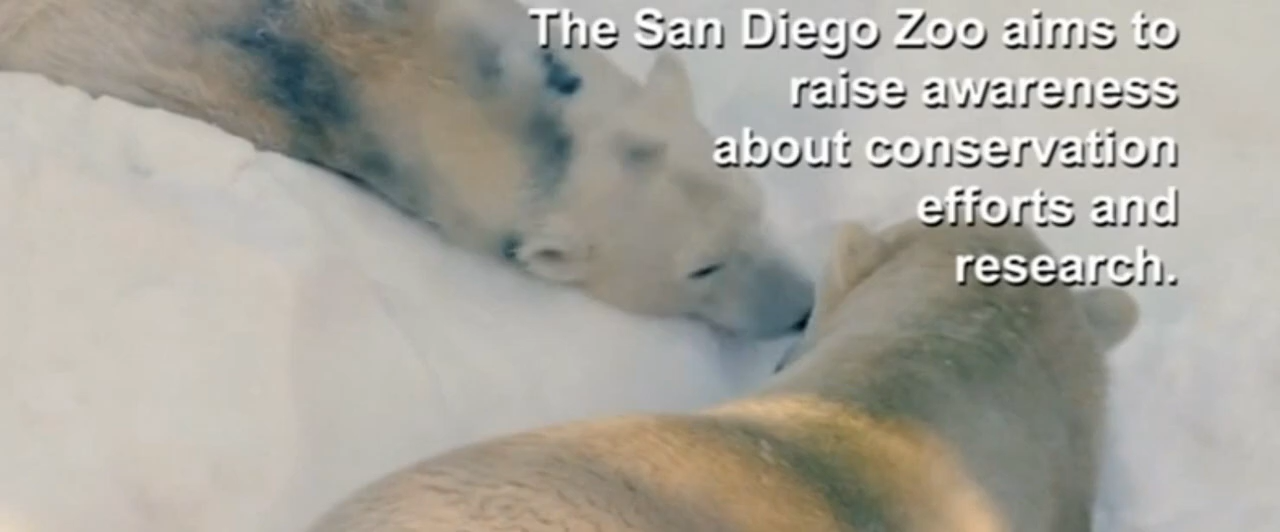 The San Diego Zoo aims to
raise awareness
about conservation
efforts and
research.